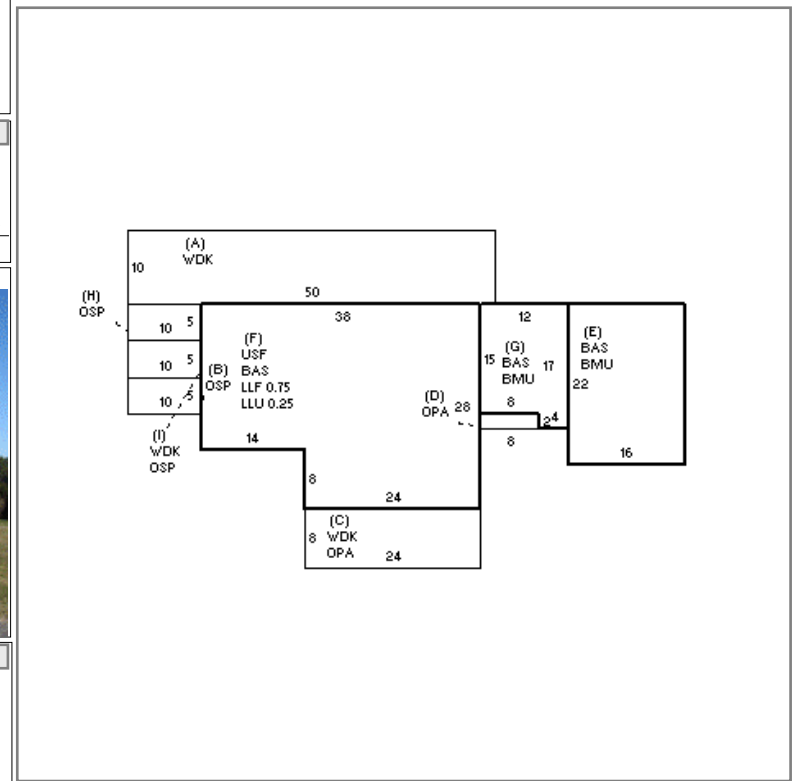 (A)
WDK
10
50
(H)
OSP
10 5
10 5
10 5
(B)
OSP
(I)
WDK
OSP
38
(F)
USF
BAS
LLF 0.75
LLU 0.25
14
8
24
28
(C)
WDK
OPA
8
24
(D)
OPA
12
15
(G)
BAS
BMU
17
8
2
4
8
(E)
BAS
BMU
22
16